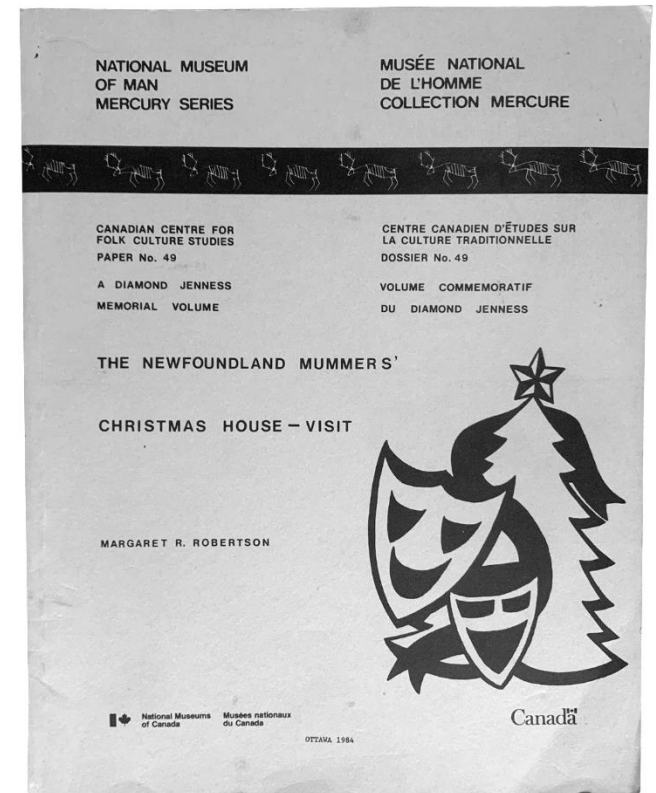 NATIONAL MUSEUM
OF MAN
MERCURY SERIES
MUSÉE NATIONAL
DE L'HOMME
COLLECTION MERCURE
CANADIAN CENTRE FOR
FOLK CULTURE STUDIES
PAPER No. 49
A DIAMOND JENNESS
MEMORIAL VOLUME
CENTRE CANADIEN D'ÉTUDES SUR
LA CULTURE TRADITIONNELLE
DOSSIER No. 49
VOLUME COMMEMORATIF
DU DIAMOND JENNESS
THE NEWFOUNDLAND MUMMERS'
CHRISTMAS HOUSE – VISIT
MARGARET R. ROBERTSON
National Museums
of Canada
Musées nationaux
du Canada
OTTAWA 1984
Canada